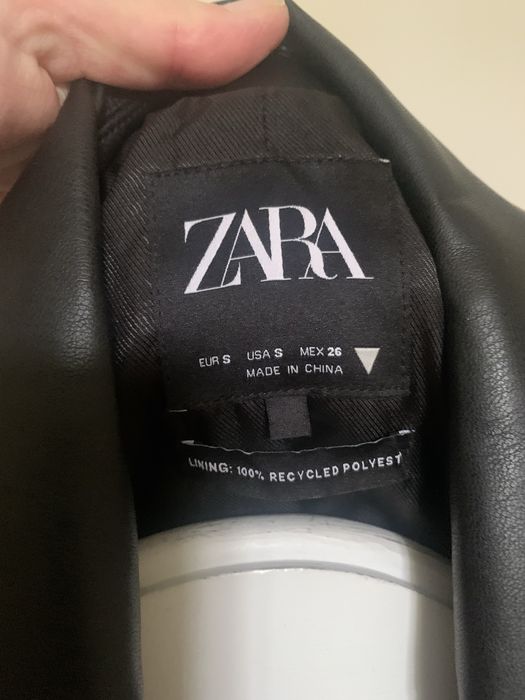 ZARA
EUR S USA S MEX 26
MADE IN CHINA
LINING: 100% RECYCLED POLYEST